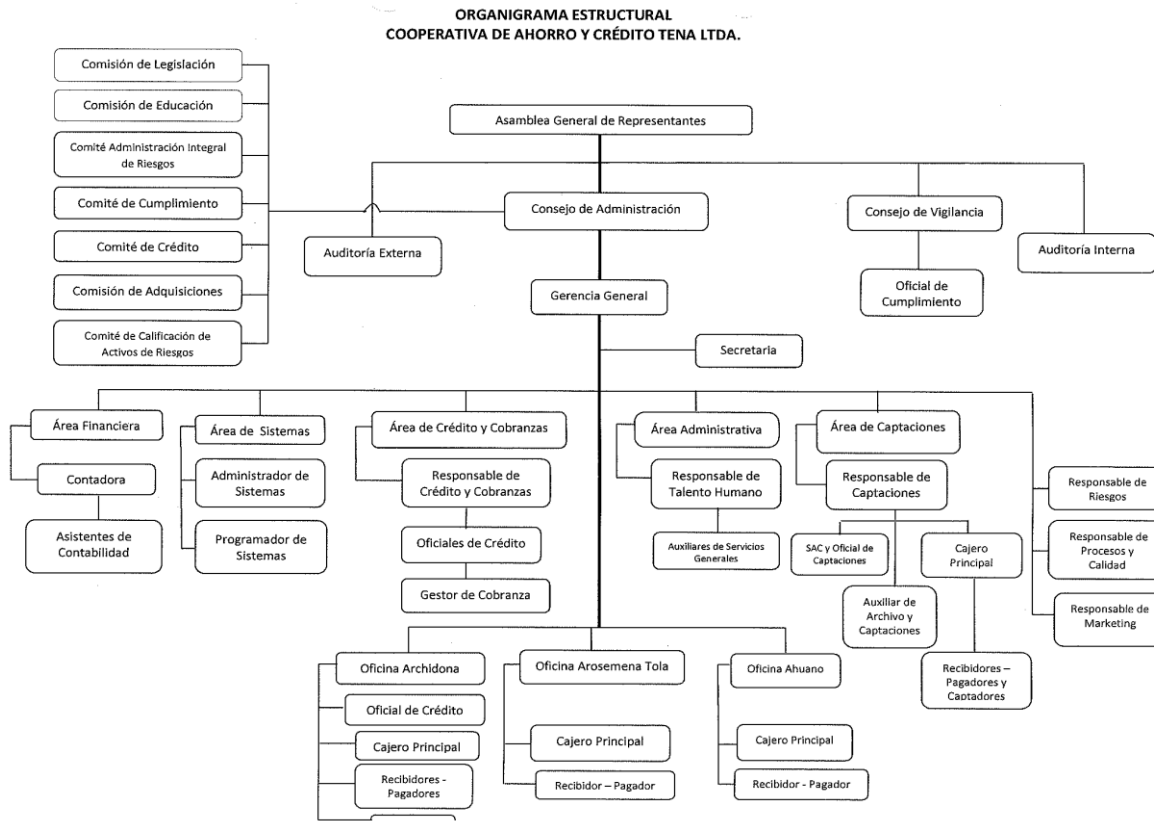 ORGANIGRAMA ESTRUCTURAL
COOPERATIVA DE AHORRO Y CRÉDITO TENA LTDA.
Comisión de Legislación
Comisión de Educación
Comité Administración Integral
de Riesgos
Comité de Cumplimiento
Comité de Crédito
Comisión de Adquisiciones
Comité de Calificación de
Activos de Riesgos
Asamblea General de Representantes
Consejo de Administración
Consejo de Vigilancia
Auditoría Externa
Auditoría Interna
Oficial de
Cumplimiento
Gerencia General
Secretaria
Área Financiera
Contadora
Asistentes de
Contabilidad
Área de Sistemas
Administrador de
Sistemas
Programador de
Sistemas
Área de Crédito y Cobranzas
Responsable de
Crédito y Cobranzas
Oficiales de Crédito
Gestor de Cobranza
Área Administrativa
Responsable de
Talento Humano
Auxiliares de Servicios
Generales
Área de Captaciones
Responsable de
Captaciones
SAC y Oficial de
Captaciones
Auxiliar de
Archivo y
Captaciones
Cajero
Principal
Recibidores –
Pagadores y
Captadores
Responsable de
Riesgos
Responsable de
Procesos y
Calidad
Responsable de
Marketing
Oficina Archidona
Oficial de Crédito
Cajero Principal
Recibidores -
Pagadores
Oficina Arosemena Tola
Cajero Principal
Recibidor – Pagador
Oficina Ahuano
Cajero Principal
Recibidor - Pagador